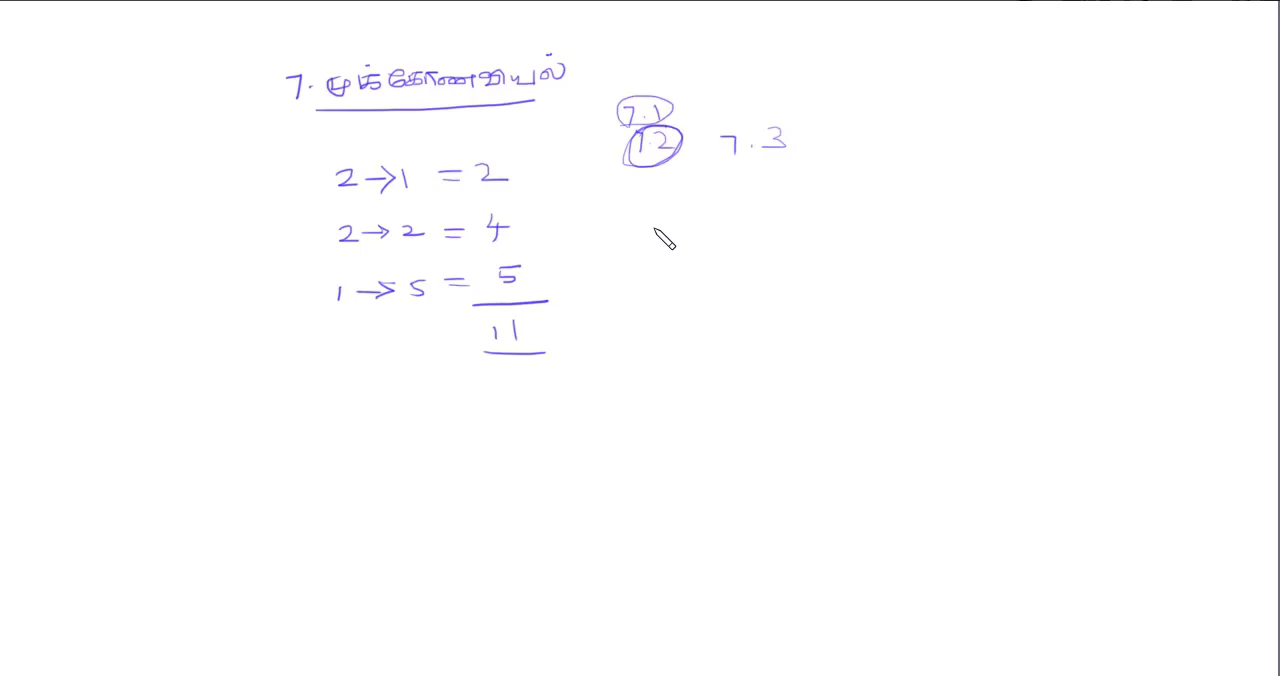 7. முக்கோணவியல்
7.1
7.2 7.3
2→1 = 2
2→2 = 4
1→5 = 5
11